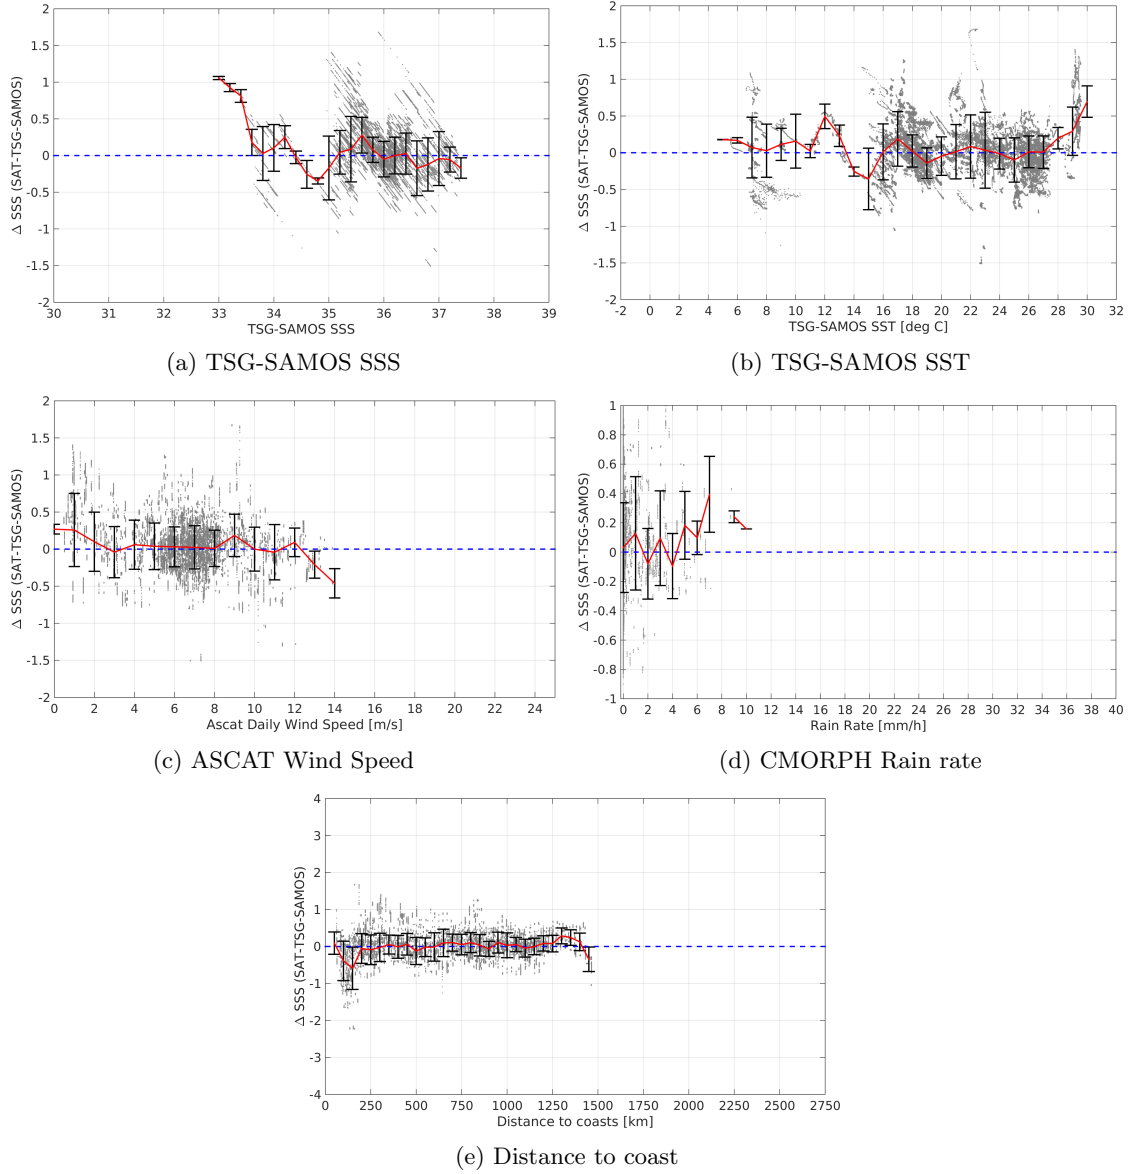 2
1.5
1
0.5
0
-0.5
-1
-1.5
-2
Δ SSS (SAT-TSG-SAMOS)
30 31 32 33 34 35 36 37 38 39
TSG-SAMOS SSS
(a) TSG-SAMOS SSS
2
1.5
1
0.5
0
-0.5
-1
-1.5
-2
Δ SSS (SAT-TSG-SAMOS)
-2 0 2 4 6 8 10 12 14 16 18 20 22 24 26 28 30 32
TSG-SAMOS SST [deg C]
(b) TSG-SAMOS SST
2
1.5
1
0.5
0
-0.5
-1
-1.5
-2
Δ SSS (SAT-TSG-SAMOS)
0 2 4 6 8 10 12 14 16 18 20 22 24
Ascat Daily Wind Speed [m/s]
(c) ASCAT Wind Speed
1
0.8
0.6
0.4
0.2
0
-0.2
-0.4
-0.6
-0.8
-1
Δ SSS (SAT-TSG-SAMOS)
0 2 4 6 8 10 12 14 16 18 20 22 24 26 28 30 32 34 36 38 40
Rain Rate [mm/h]
(d) CMORPH Rain rate
4
3
2
1
0
-1
-2
-3
-4
Δ SSS (SAT-TSG-SAMOS)
0 250 500 750 1000 1250 1500 1750 2000 2250 2500 2750
Distance to coasts [km]
(e) Distance to coast